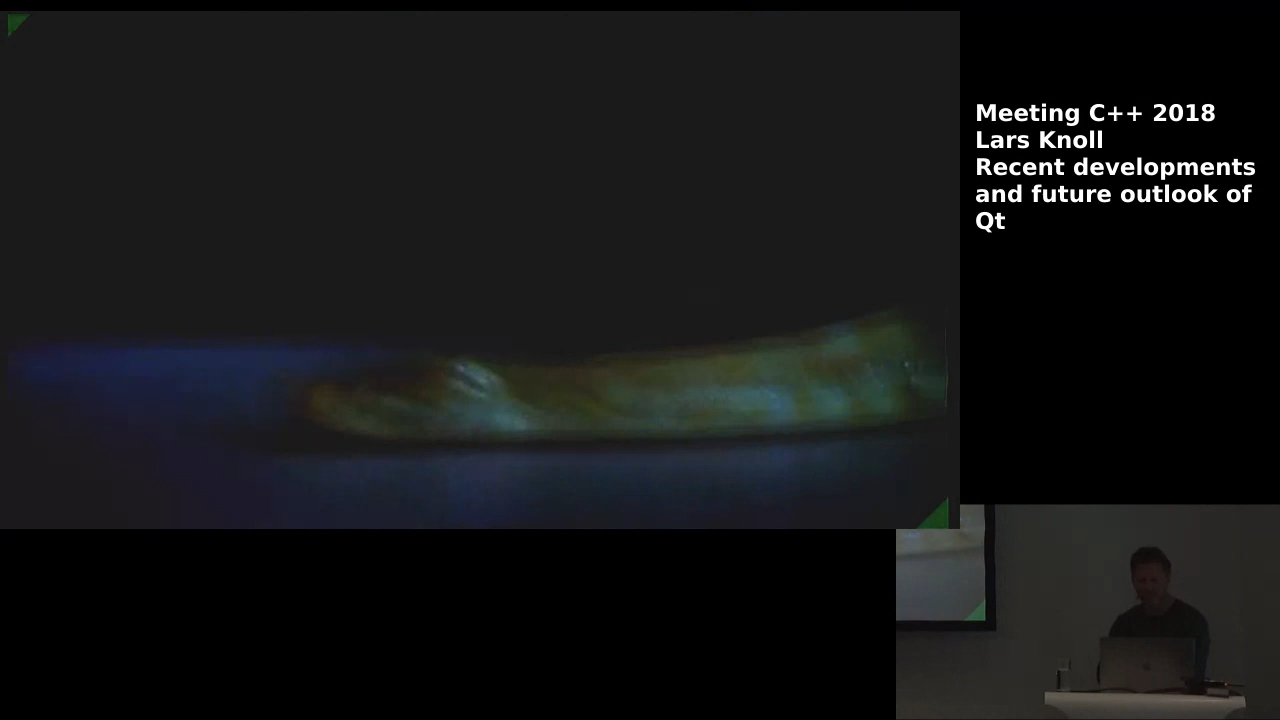 Meeting C++ 2018
Lars Knoll
Recent developments
and future outlook of
Qt